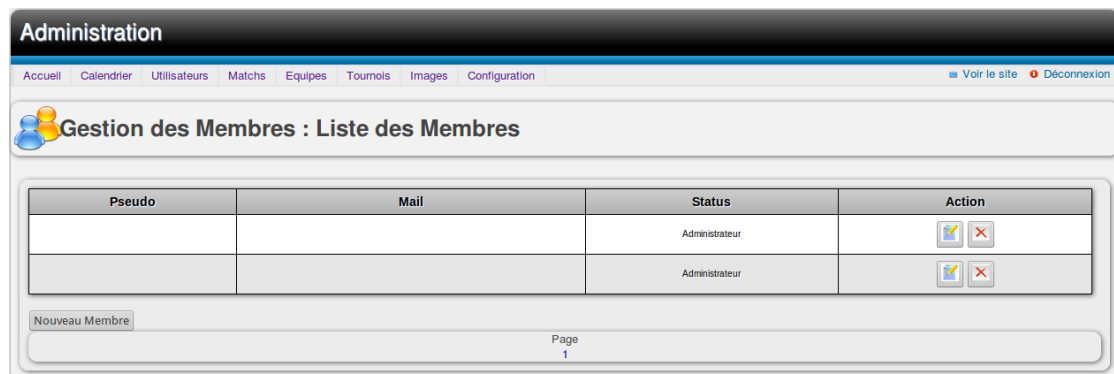 Administration
Accueil Calendrier Utilisateurs Matchs Equipes Tournois Images Configuration Voir le site Déconnexion
Gestion des Membres : Liste des Membres
Pseudo Mail Status Action
Administrateur
Administrateur
Nouveau Membre
Page
1